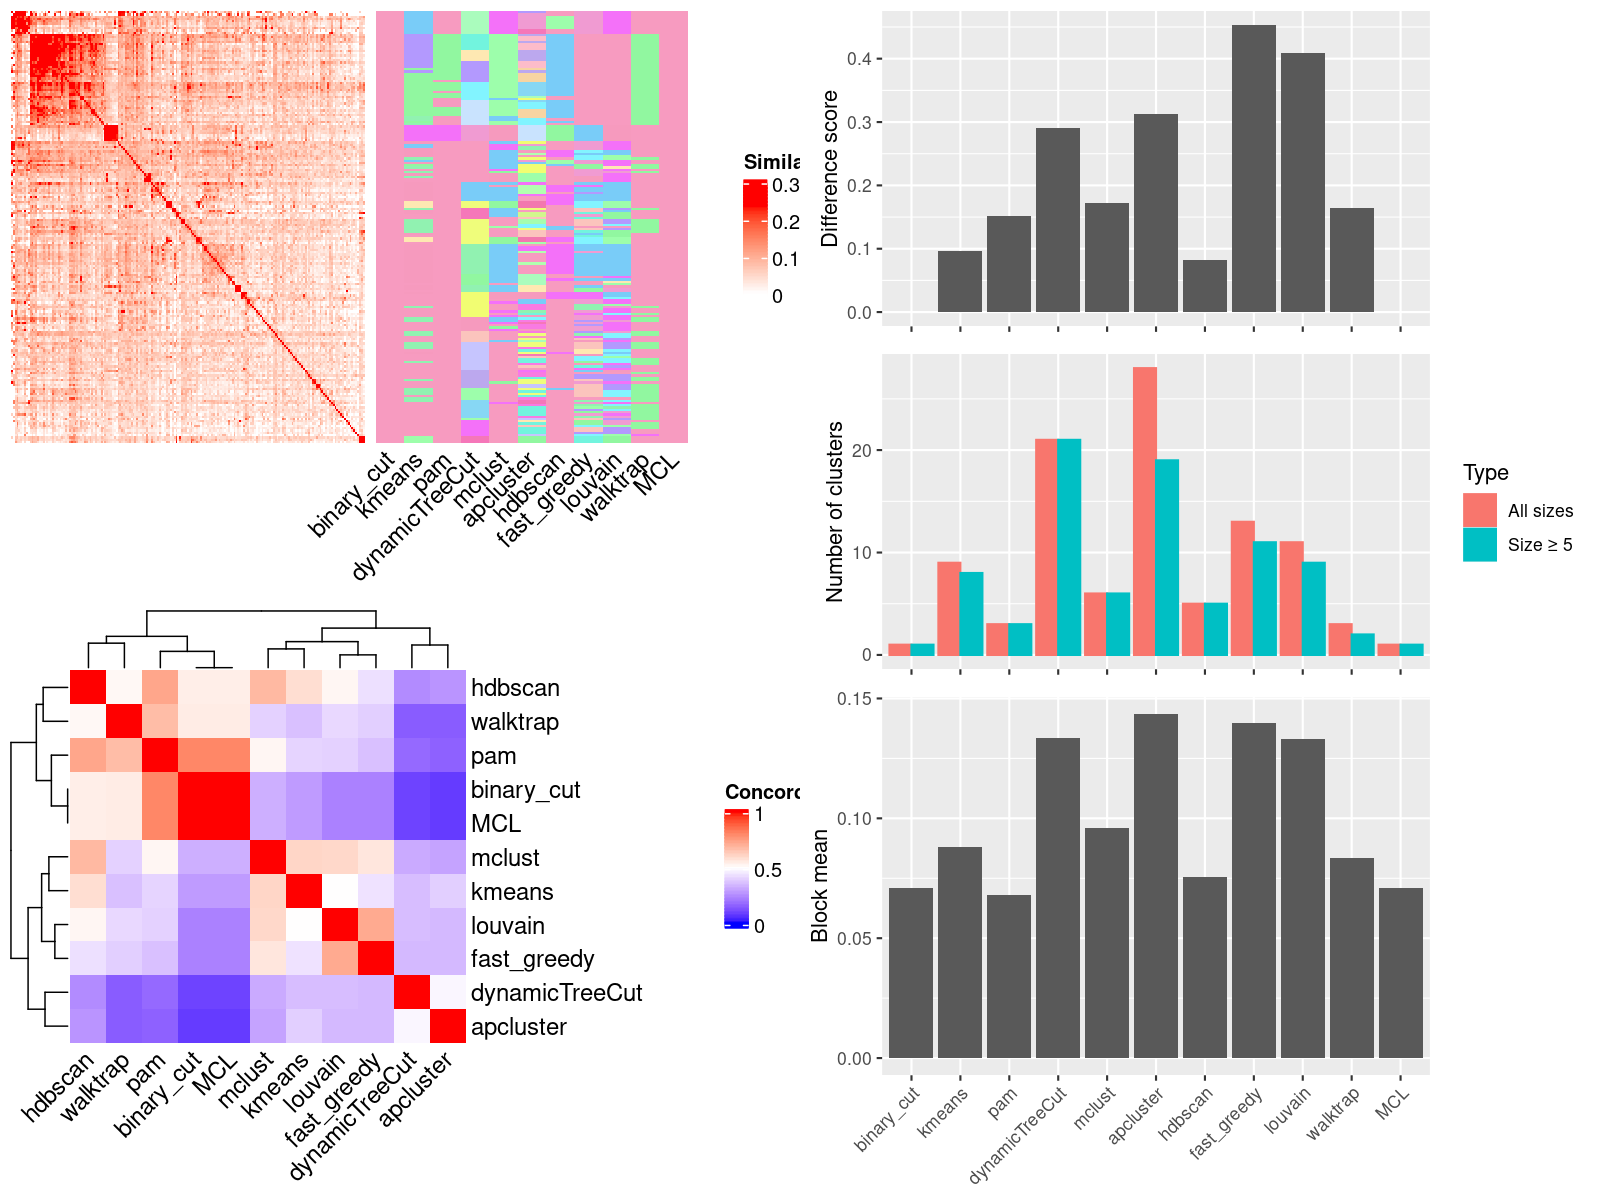 Simila
0.3
0.2
0.1
0
binary_cut
kmeans
pam
dynamicTreeCut
mclust
apcluster
hdbscan
fast_greedy
louvain
walktrap
MCL
hdbscan
walktrap
pam
binary_cut
MCL
mclust
kmeans
louvain
fast_greedy
dynamicTreeCut
apcluster
Concord
1
0.5
0
hdbscan
walktrap
pam
binary_cut
MCL
mclust
kmeans
louvain
fast_greedy
dynamicTreeCut
apcluster
Difference score
0.4
0.3
0.2
0.1
0.0
Number of clusters
20
10
0
Type
All sizes
Size ≥ 5
Block mean
0.15
0.10
0.05
0.00
binary_cut
kmeans
pam
dynamicTreeCut
mclust
apcluster
hdbscan
fast_greedy
louvain
walktrap
MCL